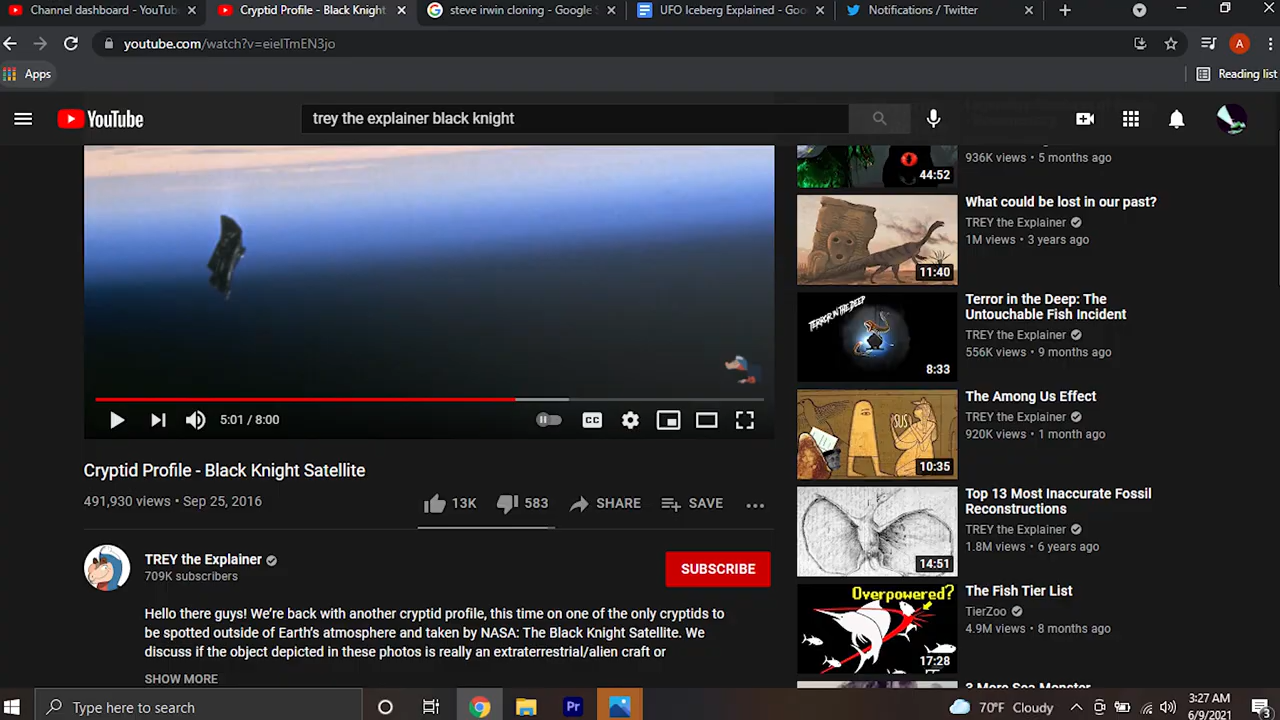 Channel dashboard - YouTube
Cryptid Profile - Black Knight
steve irwin cloning - Google S
UFO Iceberg Explained - Goo
Notifications / Twitter
youtube.com/watch?v=eieITmEN3jo
Apps
Reading list
YouTube
trey the explainer black knight
936K views • 5 months ago
44:52
What could be lost in our past?
TREY the Explainer
1M views • 3 years ago
11:40
TERROR IN THE DEEP
Terror in the Deep: The
Untouchable Fish Incident
TREY the Explainer
556K views • 9 months ago
8:33
5:01 / 8:00
CC
The Among Us Effect
TREY the Explainer
920K views • 1 month ago
SUS
10:35
Cryptid Profile - Black Knight Satellite
491,930 views • Sep 25, 2016
13K
583
SHARE
SAVE
Top 13 Most Inaccurate Fossil
Reconstructions
TREY the Explainer
1.8M views • 6 years ago
14:51
TREY the Explainer
709K subscribers
SUBSCRIBE
Hello there guys! We're back with another cryptid profile, this time on one of the only cryptids to
be spotted outside of Earth's atmosphere and taken by NASA: The Black Knight Satellite. We
discuss if the object depicted in these photos is really an extraterrestrial/alien craft or
SHOW MORE
Overpowered?
The Fish Tier List
TierZoo
4.9M views • 8 months ago
17:28
Type here to search
Pr
70°F Cloudy
3:27 AM
6/9/2021
3
A